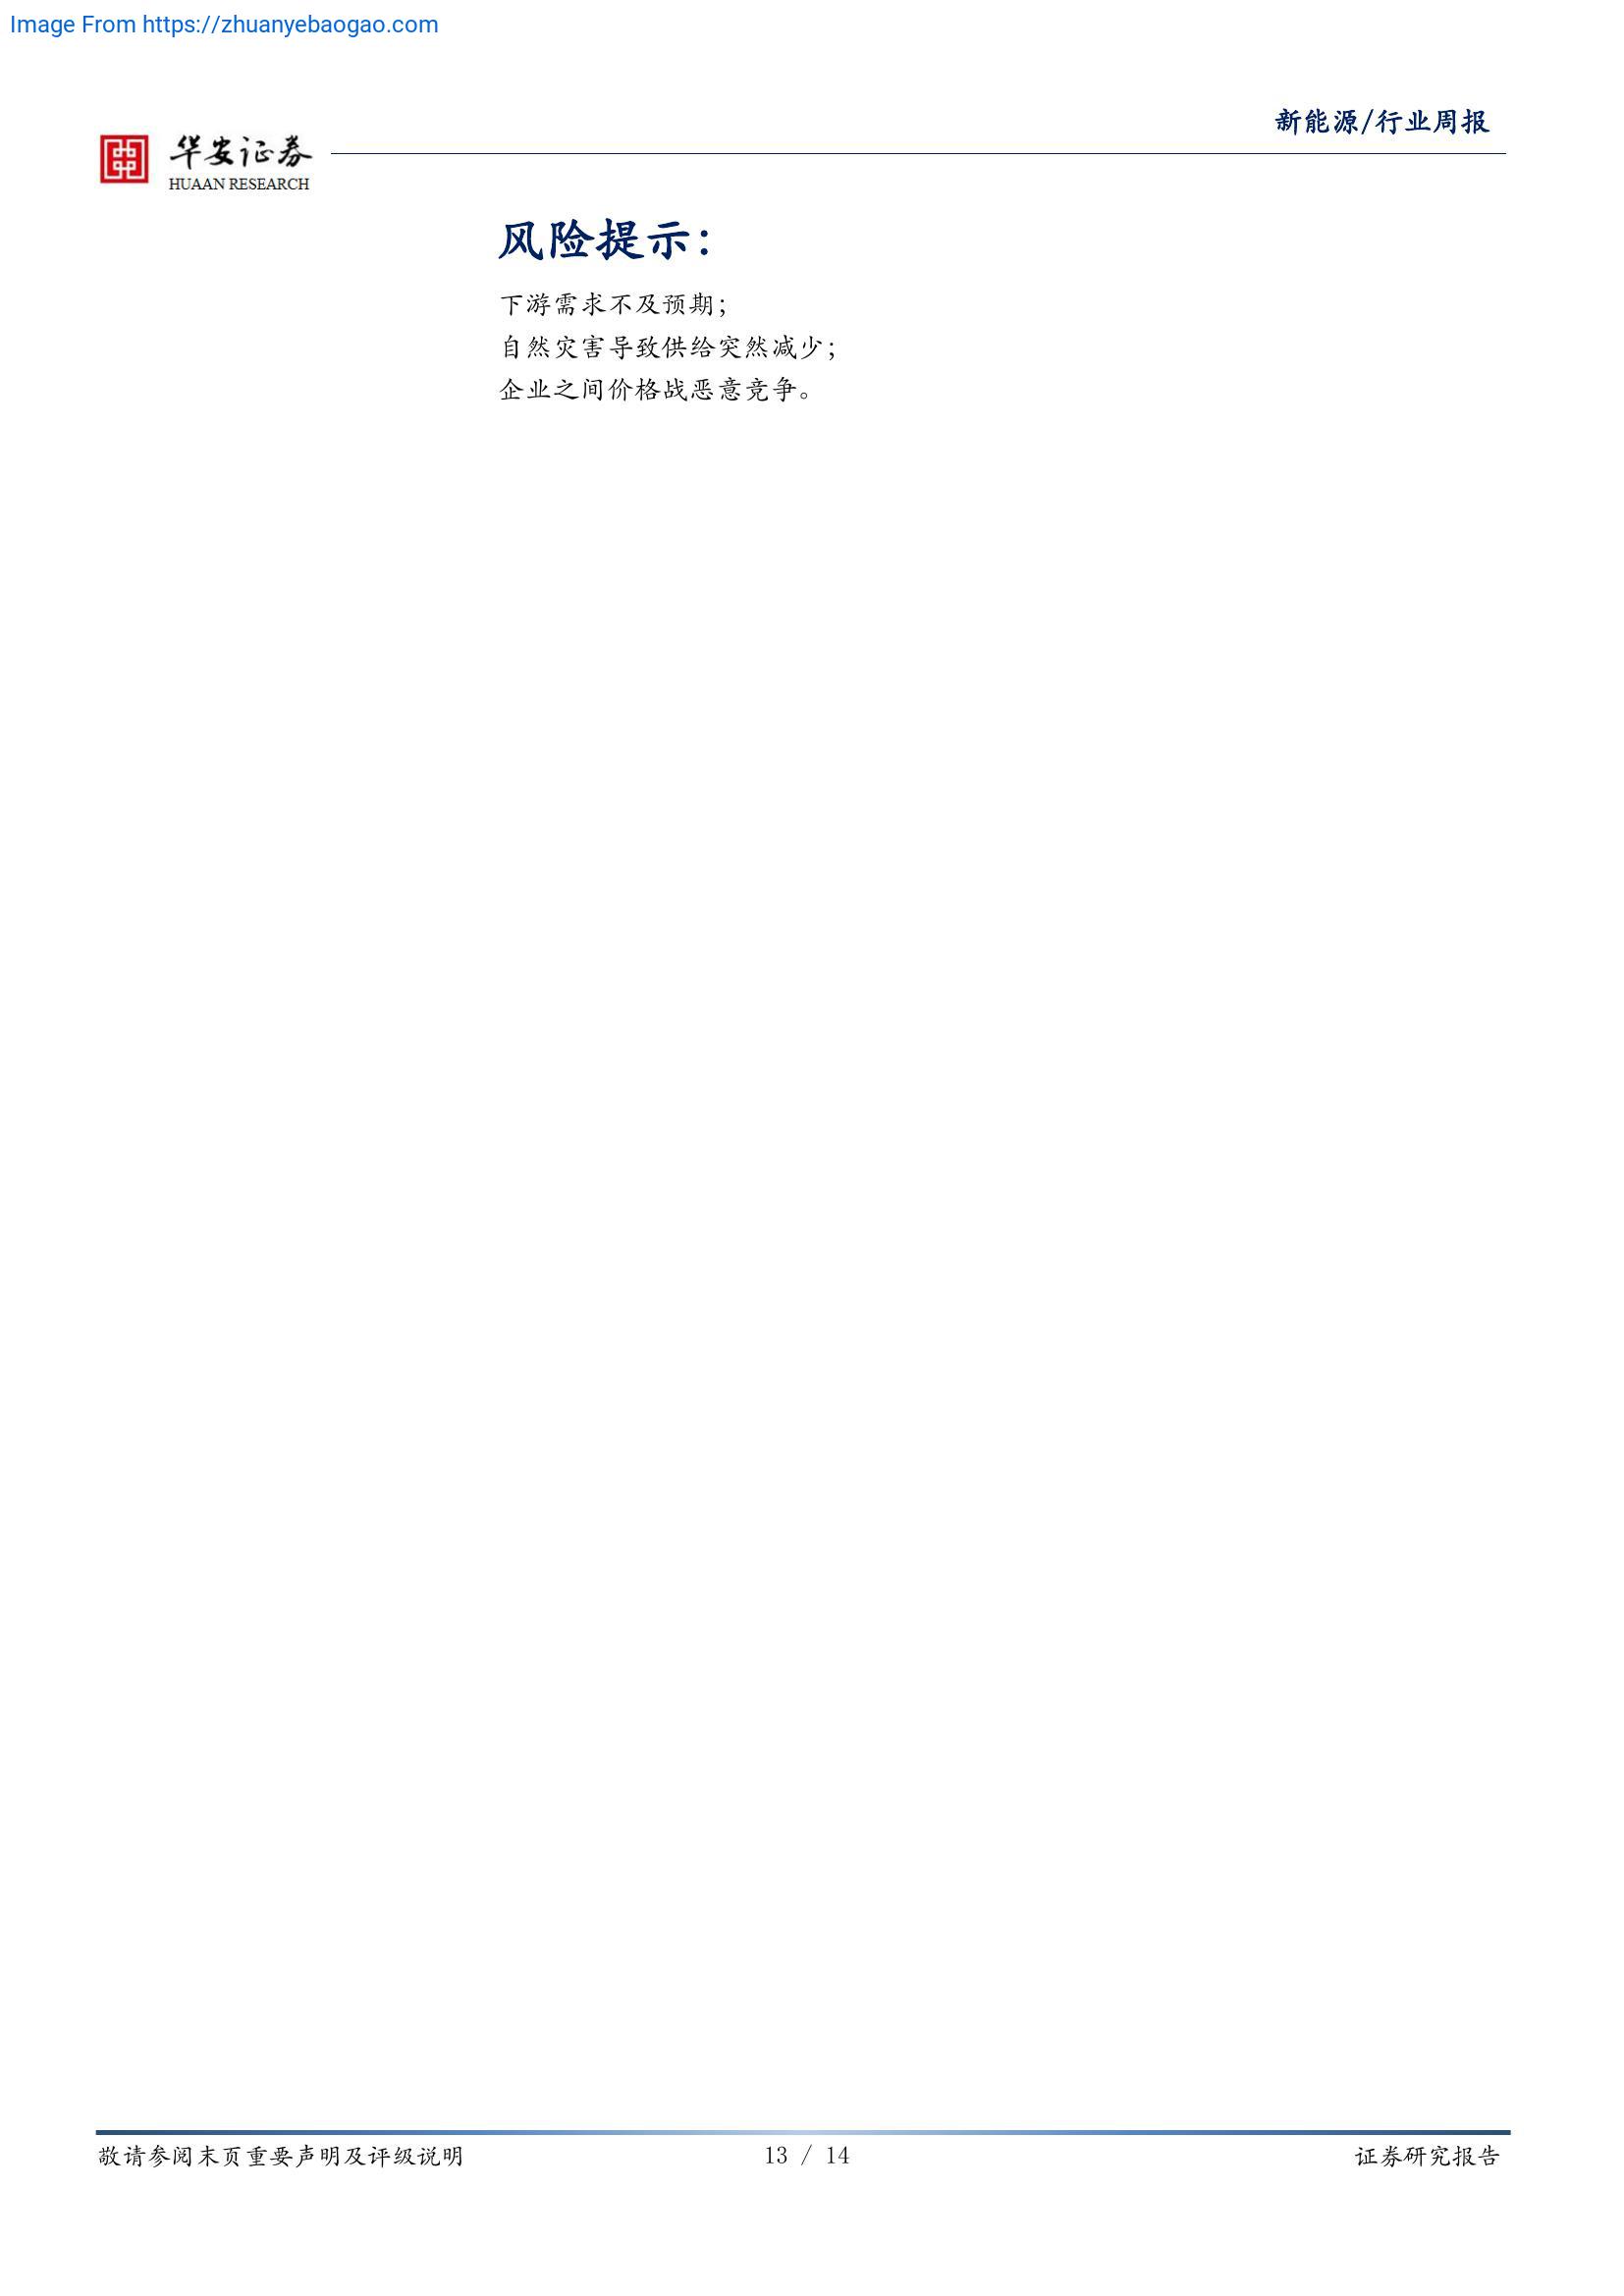 Image From https://zhuanyebaogao.com
新能源/行业周报
华安证券
HUAAN RESEARCH
风险提示：
下游需求不及预期；
自然灾害导致供给突然减少；
企业之间价格战恶意竞争。
敬请参阅末页重要声明及评级说明
13 / 14
证券研究报告